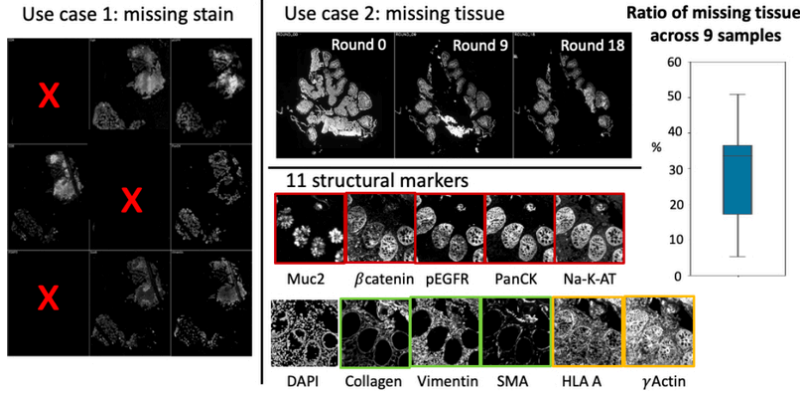 Use case 1: missing stain
X
X
X
Use case 2: missing tissue
Round 0
Round 9
Round 18
11 structural markers
Muc2
βcatenin
pEGFR
PanCK
Na-K-AT
DAPI
Collagen
Vimentin
SMA
HLA A
γActin
Ratio of missing tissue
across 9 samples
60
50
40
%
30
20
10
0